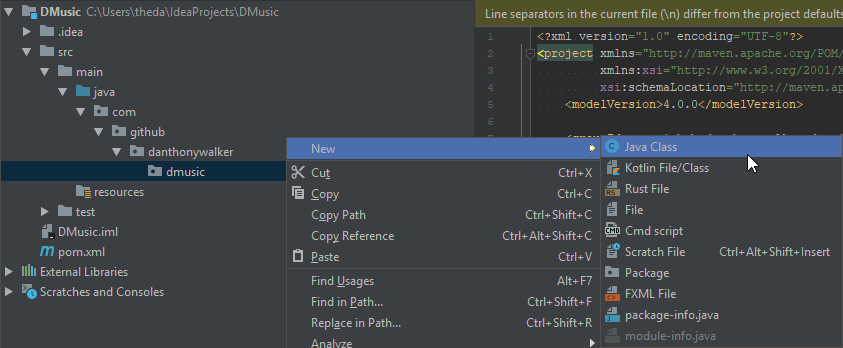 DMusic C:\Users\theda\IdeaProjects\DMusic
.idea
src
main
java
com
github
danthonywalker
dmusic
resources
test
DMusic.iml
pom.xml
External Libraries
Scratches and Consoles
Line separators in the current file (\n) differ from the project defaults
1 <?xml version="1.0" encoding="UTF-8"?>
2 <project xmlns="http://maven.apache.org/POM/
3 xmlns:xsi="http://www.w3.org/2001/X
4 xsi:schemaLocation="http://maven.ap
5 <modelVersion>4.0.0</modelVersion>
New
Cut Ctrl+X
Copy Ctrl+C
Copy Path Ctrl+Shift+C
Copy Reference Ctrl+Alt+Shift+C
Paste Ctrl+V
Find Usages Alt+F7
Find in Path... Ctrl+Shift+F
Replace in Path... Ctrl+Shift+R
Analyze
Java Class
Kotlin File/Class
Rust File
File
Cmd script
Scratch File Ctrl+Alt+Shift+Insert
Package
FXML File
package-info.java
module-info.java